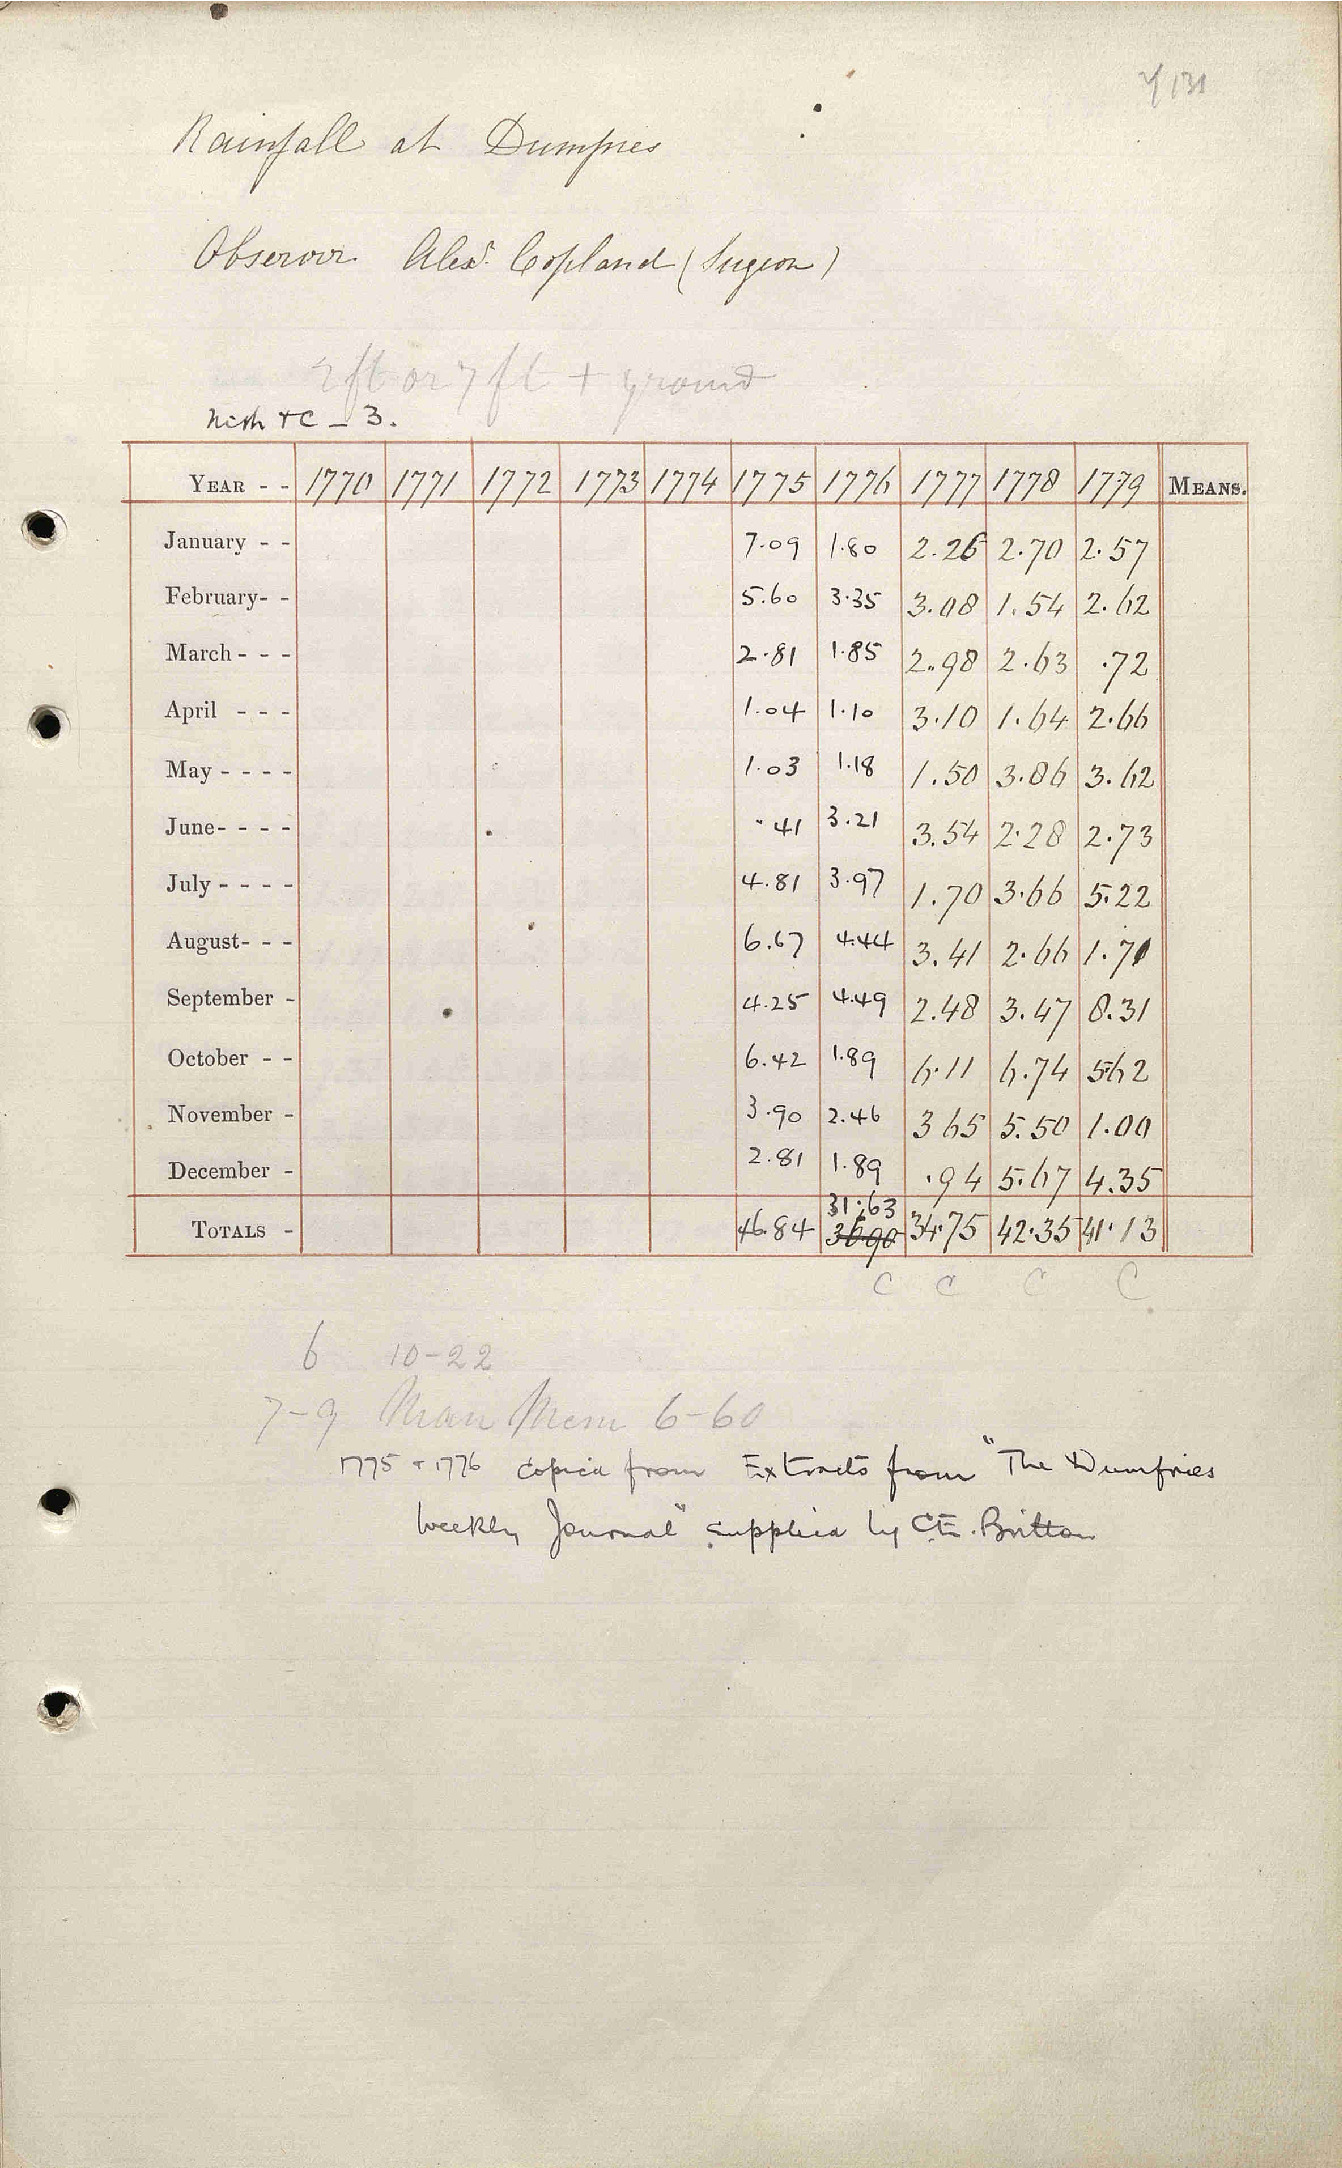 131
Rainfall at Dumfries
Observer Alexr. Copland (Surgeon)
2ft or 7 ft + ground
Nith &c - 3.
YEAR - - 1770 1771 1772 1773 1774 1775 1776 1777 1778 1779 MEANS.
January - - 7.09 1.80 2.26 2.70 2.57
February- - 5.60 3.35 3.08 1.54 2.62
March - - - 2.81 1.85 2.98 2.63 .72
April - - - 1.04 1.10 3.10 1.64 2.66
May - - - - 1.03 1.18 1.50 3.86 3.62
June- - - - .41 3.21 3.54 2.28 2.73
July - - - - 4.81 3.97 1.70 3.66 5.22
August- - - 6.67 4.44 3.41 2.66 1.71
September - 4.25 4.49 2.48 3.47 8.31
October - - 6.42 1.89 6.11 6.74 5.62
November - 3.90 2.46 3 65 5.50 1.00
December - 2.81 1.89 .94 5.67 4.35
31.63
TOTALS - 46.84 3690 34.75 42.35 41.13
C C C C
6 10-22
7-9 Man Mem 6-60
1775 + 1776 copied from Extracts from "The Dumfries
Weekly Journal" supplied by C.E. Britton